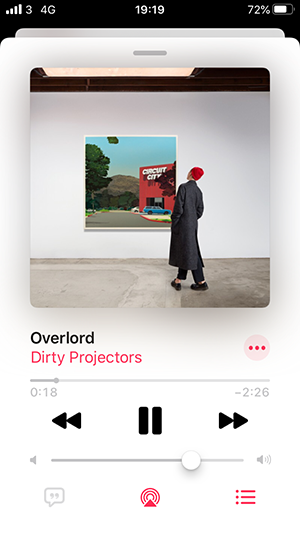 3 4G 19:19 72%
CIRCUIT
CITY
Overlord
Dirty Projectors
0:18 −2:26